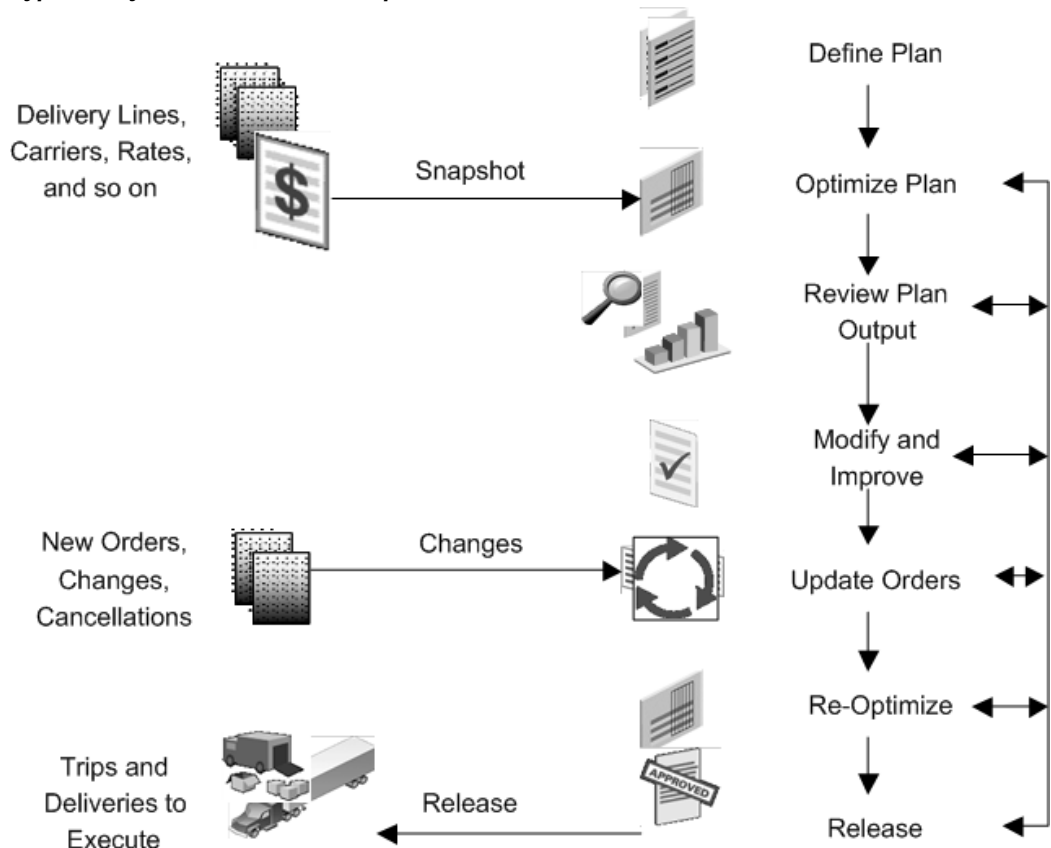 Define Plan
Delivery Lines,
Carriers, Rates,
and so on
$
Snapshot
Optimize Plan
Review Plan
Output
Modify and
Improve
New Orders,
Changes,
Cancellations
Changes
Update Orders
Re-Optimize
Trips and
Deliveries to
Execute
Release
APPROVED
Release